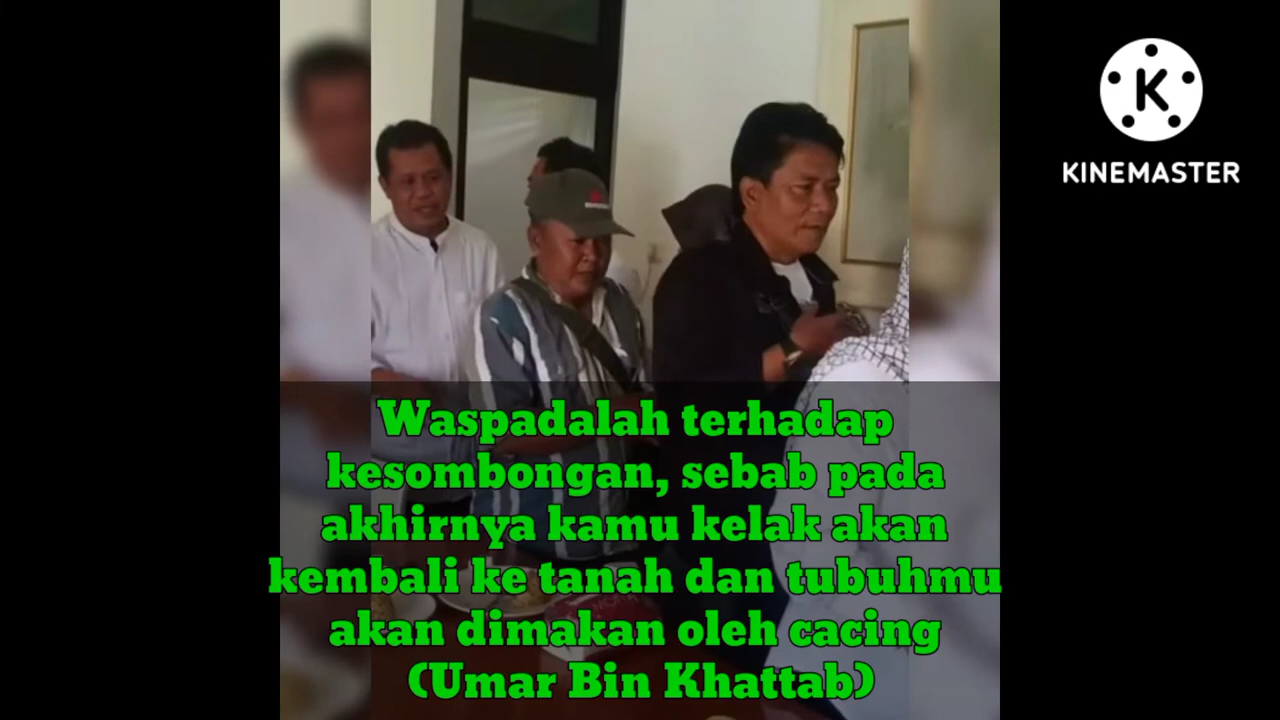 KINEMASTER
Waspadalah terhadap
kesombongan, sebab pada
akhirnya kamu kelak akan
kembali ke tanah dan tubuhmu
akan dimakan oleh cacing
(Umar Bin Khattab)